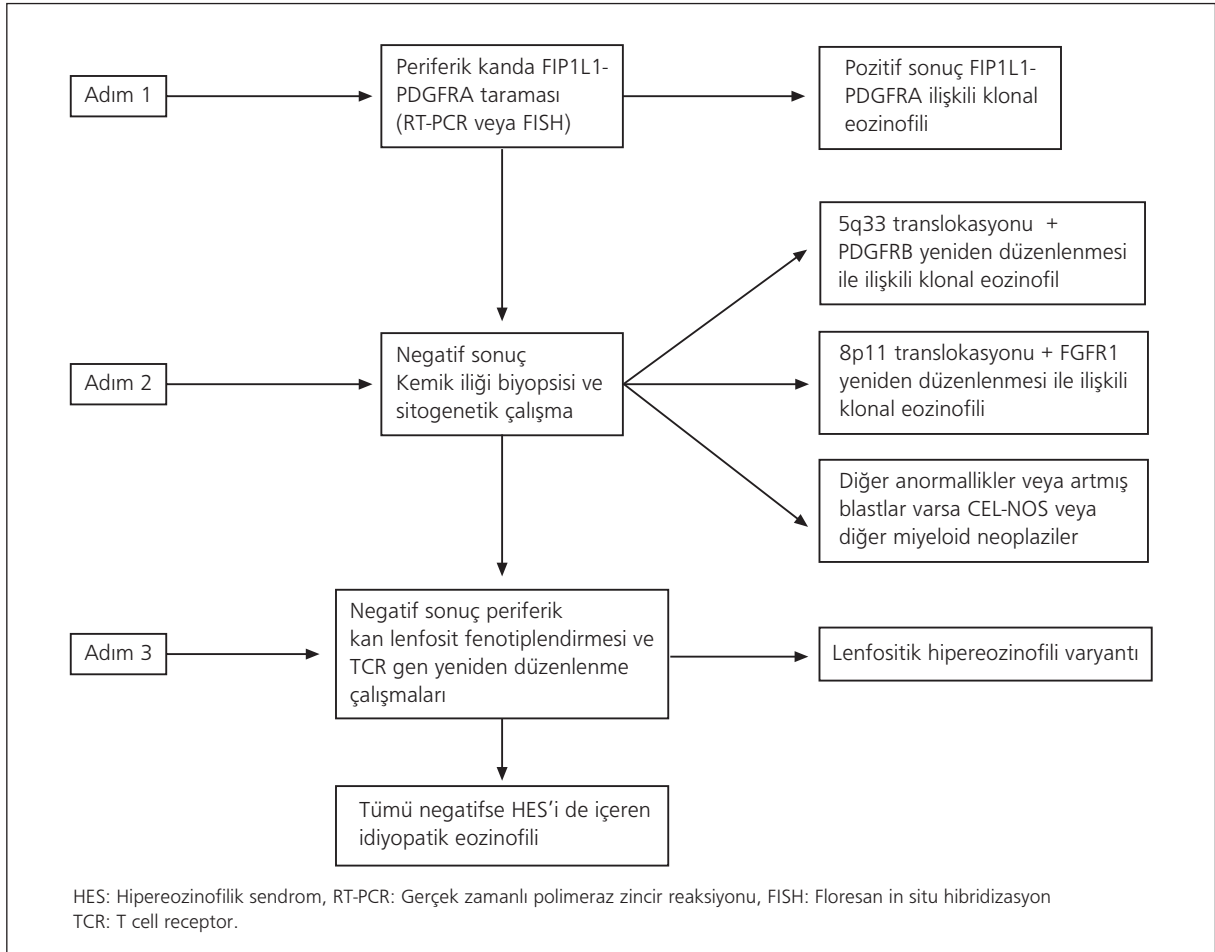 Adım 1
Periferik kanda FIP1L1-
PDGFRA taraması
(RT-PCR veya FISH)
Pozitif sonuç FIP1L1-
PDGFRA ilişkili klonal
eozinofili
5q33 translokasyonu +
PDGFRB yeniden düzenlenmesi
ile ilişkili klonal eozinofil
Adım 2
Negatif sonuç
Kemik iliği biyopsisi ve
sitogenetik çalışma
8p11 translokasyonu + FGFR1
yeniden düzenlenmesi ile ilişkili
klonal eozinofili
Diğer anormallikler veya artmış
blastlar varsa CEL-NOS veya
diğer miyeloid neoplaziler
Adım 3
Negatif sonuç periferik
kan lenfosit fenotiplendirmesi ve
TCR gen yeniden düzenlenme
çalışmaları
Lenfositik hipereozinofili varyantı
Tümü negatifse HES'i de içeren
idiyopatik eozinofili
HES: Hipereozinofilik sendrom, RT-PCR: Gerçek zamanlı polimeraz zincir reaksiyonu, FISH: Floresan in situ hibridizasyon
TCR: T cell receptor.